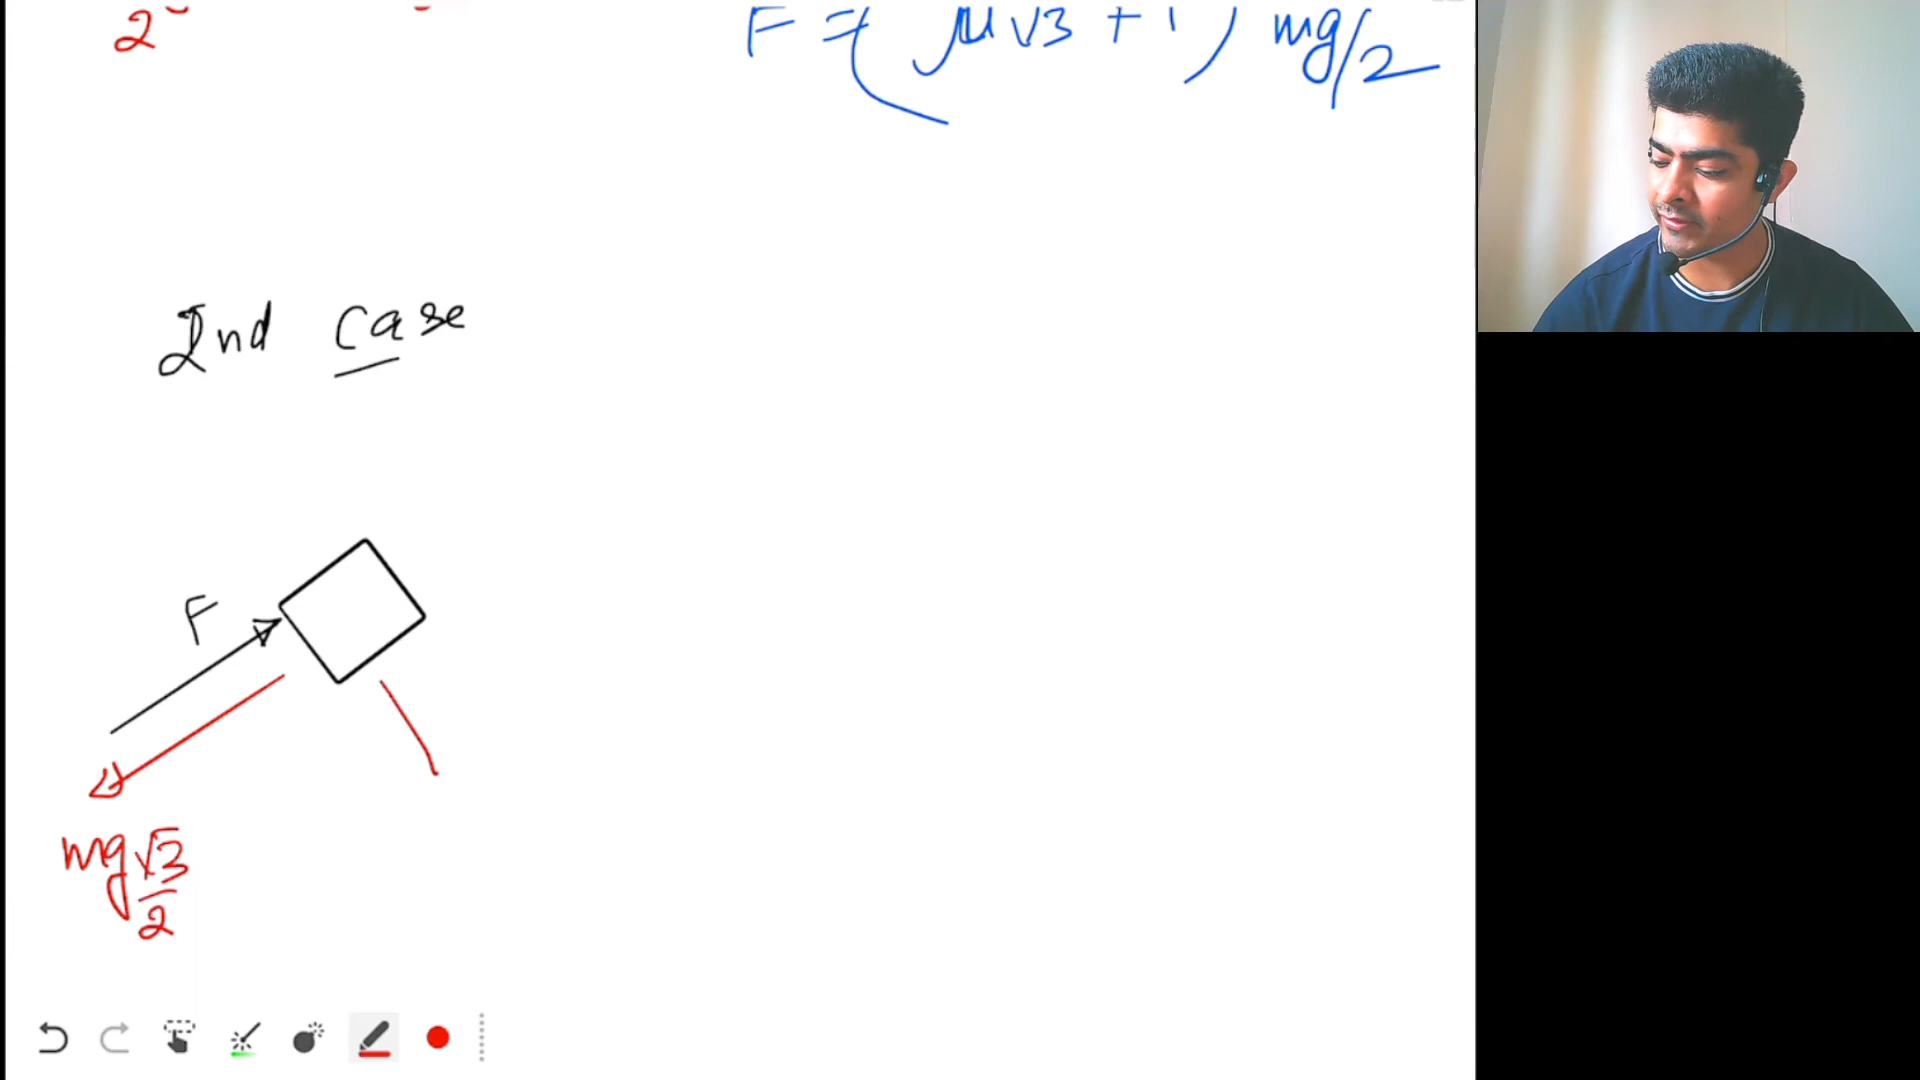 2
F = ( μ√3 + 1 ) mg/2
2nd case
F
mg √3/2